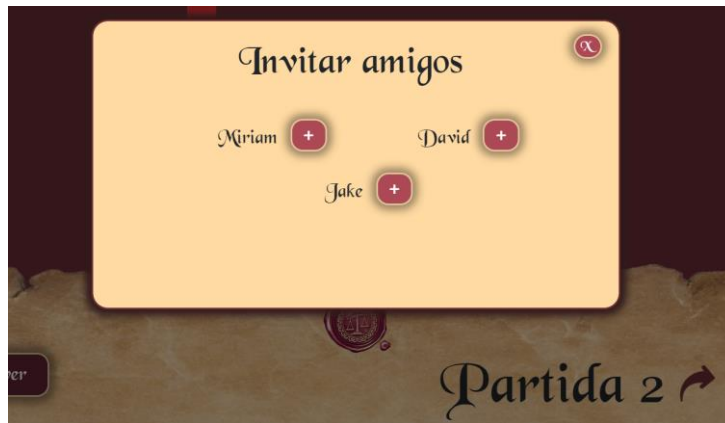 Invitar amigos
X
Miriam +
David +
Jake +
Partida 2